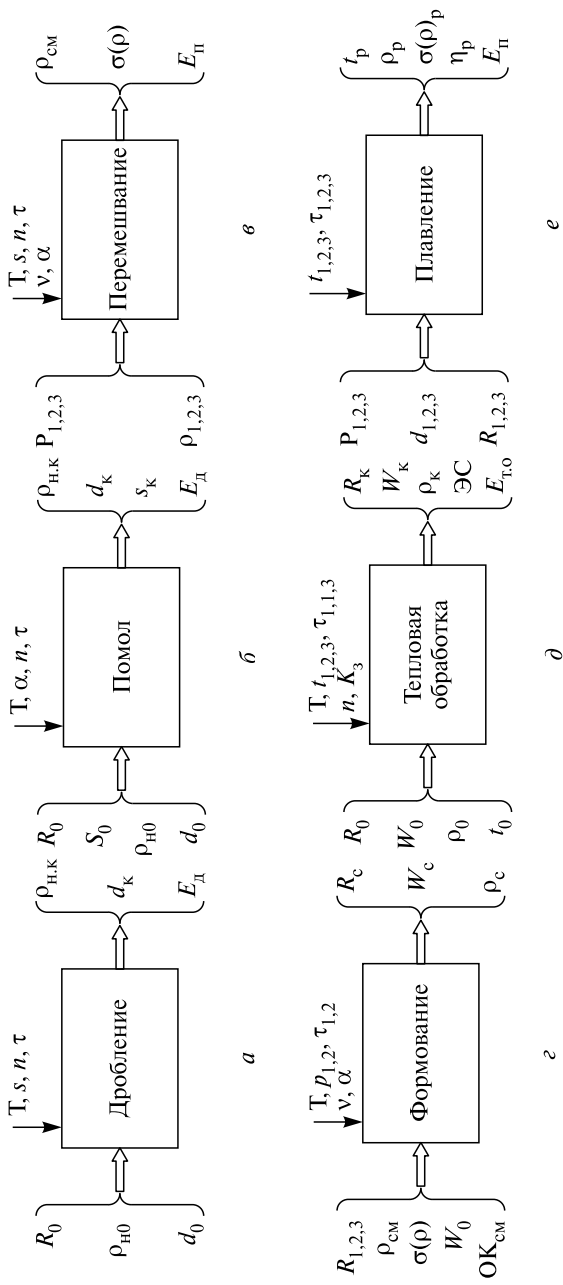 T, s, n, τ
R₀
ρн0
d₀
Дробление
ρн.к
dк
Eд
а
T, α, n, τ
R₀
S₀
ρн0
d₀
Помол
ρн.к
dк
sк
Eд
б
T, s, n, τ
ν, α
P₁,₂,₃
ρ₁,₂,₃
Перемешвание
ρсм
σ(ρ)
Eп
в
T, p₁,₂, τ₁,₂
ν, α
R₁,₂,₃
ρсм
σ(ρ)
W₀
ОКсм
Формование
Rс
Wс
ρс
г
T, t₁,₂,₃, τ₁,₁,₃
n, Kз
R₀
W₀
ρ₀
t₀
Тепловая
обработка
Rк
Wк
ρк
ЭС
Eт.о
д
t₁,₂,₃, τ₁,₂,₃
P₁,₂,₃
d₁,₂,₃
R₁,₂,₃
Плавление
tр
ρр
σ(ρ)р
ηр
Eп
е